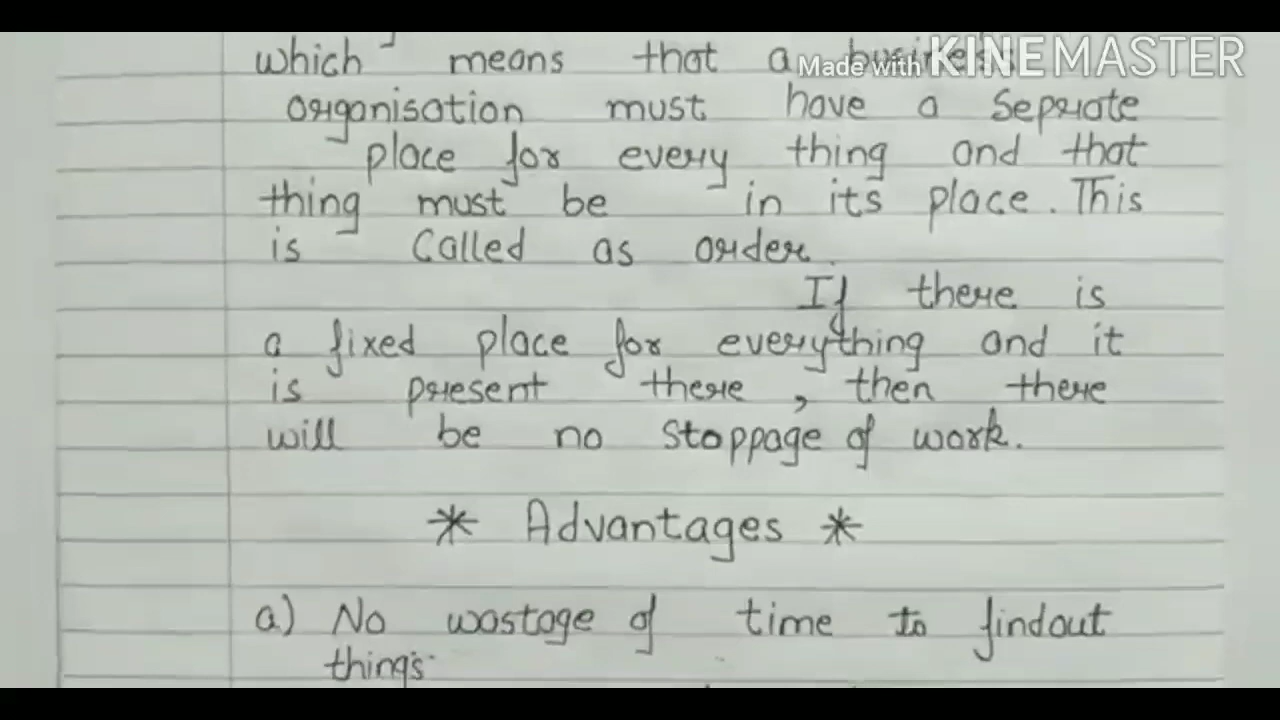 Made with KINEMASTER
which means that a business
organisation must have a Seprate
place for every thing and that
thing must be in its place. This
is Called as order.
If there is
a fixed place for everything and it
is present there, then there
will be no stoppage of work.
* Advantages *
a) No wastage of time to findout
things